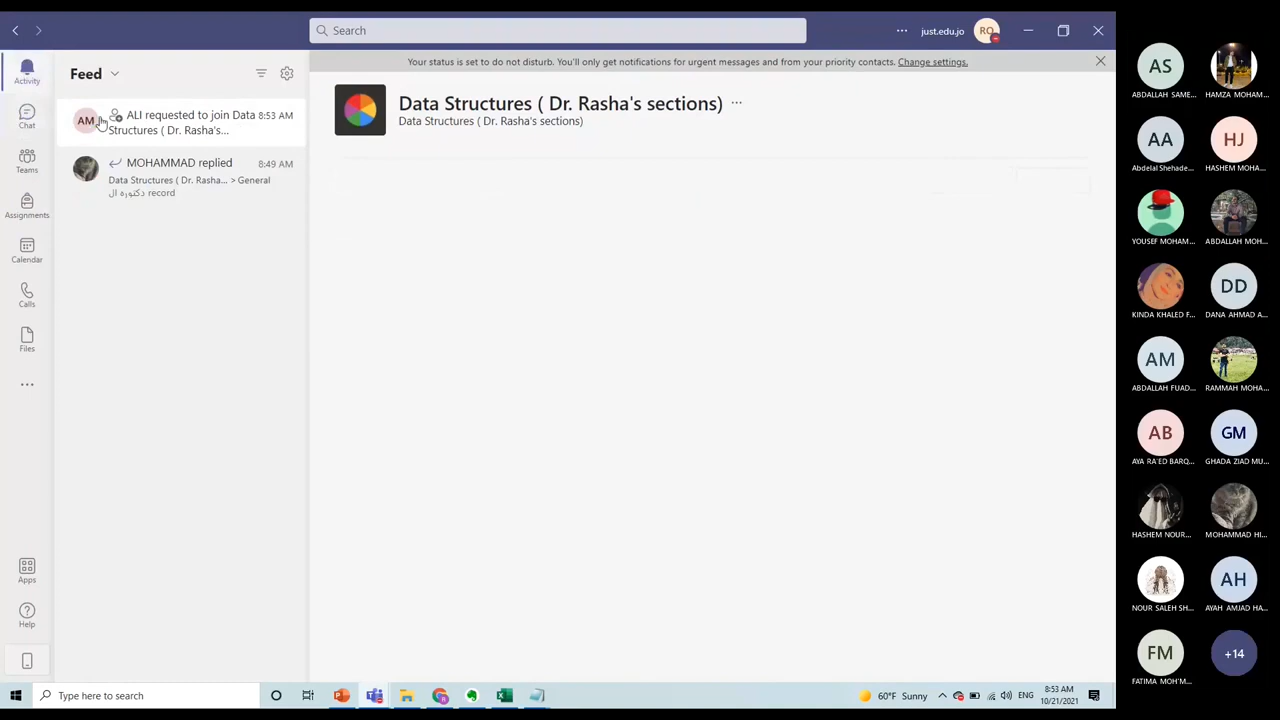 Search
just.edu.jo
RO
Activity
Chat
Teams
Assignments
Calendar
Calls
Files
Apps
Help
Feed
AM
ALI requested to join Data
8:53 AM
Structures ( Dr. Rasha's...
MOHAMMAD replied
8:49 AM
Data Structures ( Dr. Rasha... > General
دكتوره ال record
Your status is set to do not disturb. You'll only get notifications for urgent messages and from your priority contacts. Change settings.
Data Structures ( Dr. Rasha's sections)
Data Structures ( Dr. Rasha's sections)
AS
ABDALLAH SAME...
HAMZA MOHAM...
AA
Abdelal Shehade...
HJ
HASHEM MOHA...
YOUSEF MOHAM...
ABDALLAH MOH...
KINDA KHALED F...
DD
DANA AHMAD A...
AM
ABDALLAH FUAD...
RAMMAH MOHA...
AB
AYA RA'ED BARQ...
GM
GHADA ZIAD MU...
HASHEM NOUR...
MOHAMMAD HI...
NOUR SALEH SH...
AH
AYAH AMJAD HA...
FM
FATIMA MOH'M...
+14
Type here to search
60°F Sunny
ENG
8:53 AM
10/21/2021